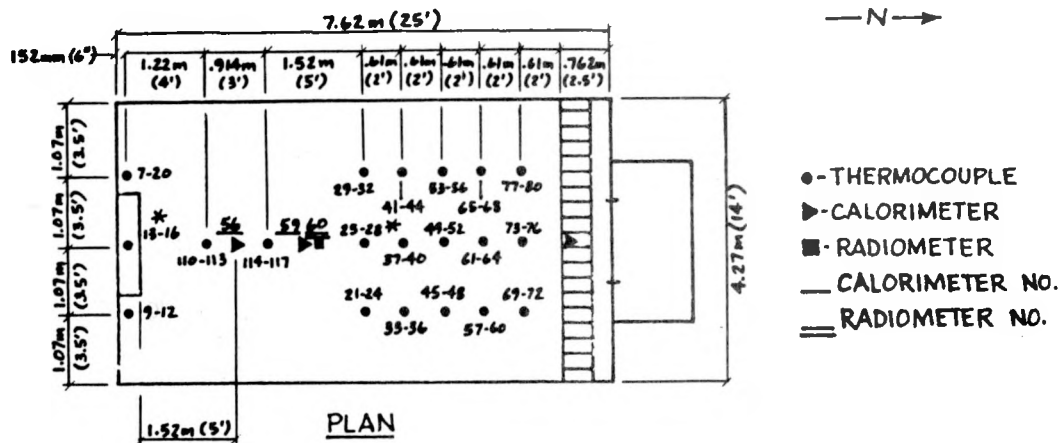 7.62m (25')
—N→
152mm (6")
1.22m .914m 1.52m .61m .61m .61m .61m .61m .762m
(4') (3') (5') (2') (2') (2') (2') (2') (2.5')
1.07m (3.5')
1.07m (3.5')
1.07m (3.5')
1.07m (3.5')
4.27m (14')
7-20
29-32 53-56 77-80
41-44 65-68
*
13-16 56 59 60 25-28* 49-52 73-76
110-113 114-117 37-40 61-64
21-24 45-48 69-72
9-12 33-36 57-60
1.52m (5')
PLAN
●-THERMOCOUPLE
-CALORIMETER
■-RADIOMETER
CALORIMETER NO.
RADIOMETER NO.